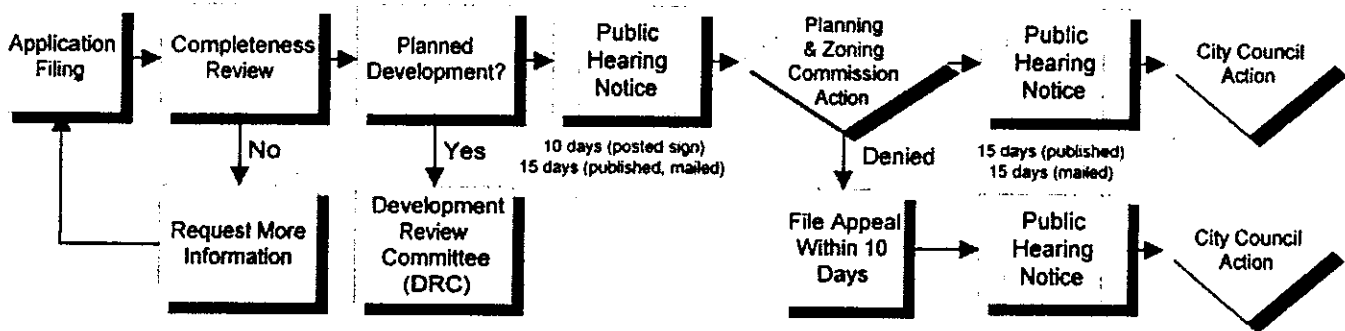 Application
Filing
Completeness
Review
Planned
Development?
Public
Hearing
Notice
Planning
& Zoning
Commission
Action
Public
Hearing
Notice
City Council
Action
No
Yes
10 days (posted sign)
15 days (published, mailed)
Denied
15 days (published)
15 days (mailed)
Request More
Information
Development
Review
Committee
(DRC)
File Appeal
Within 10
Days
Public
Hearing
Notice
City Council
Action